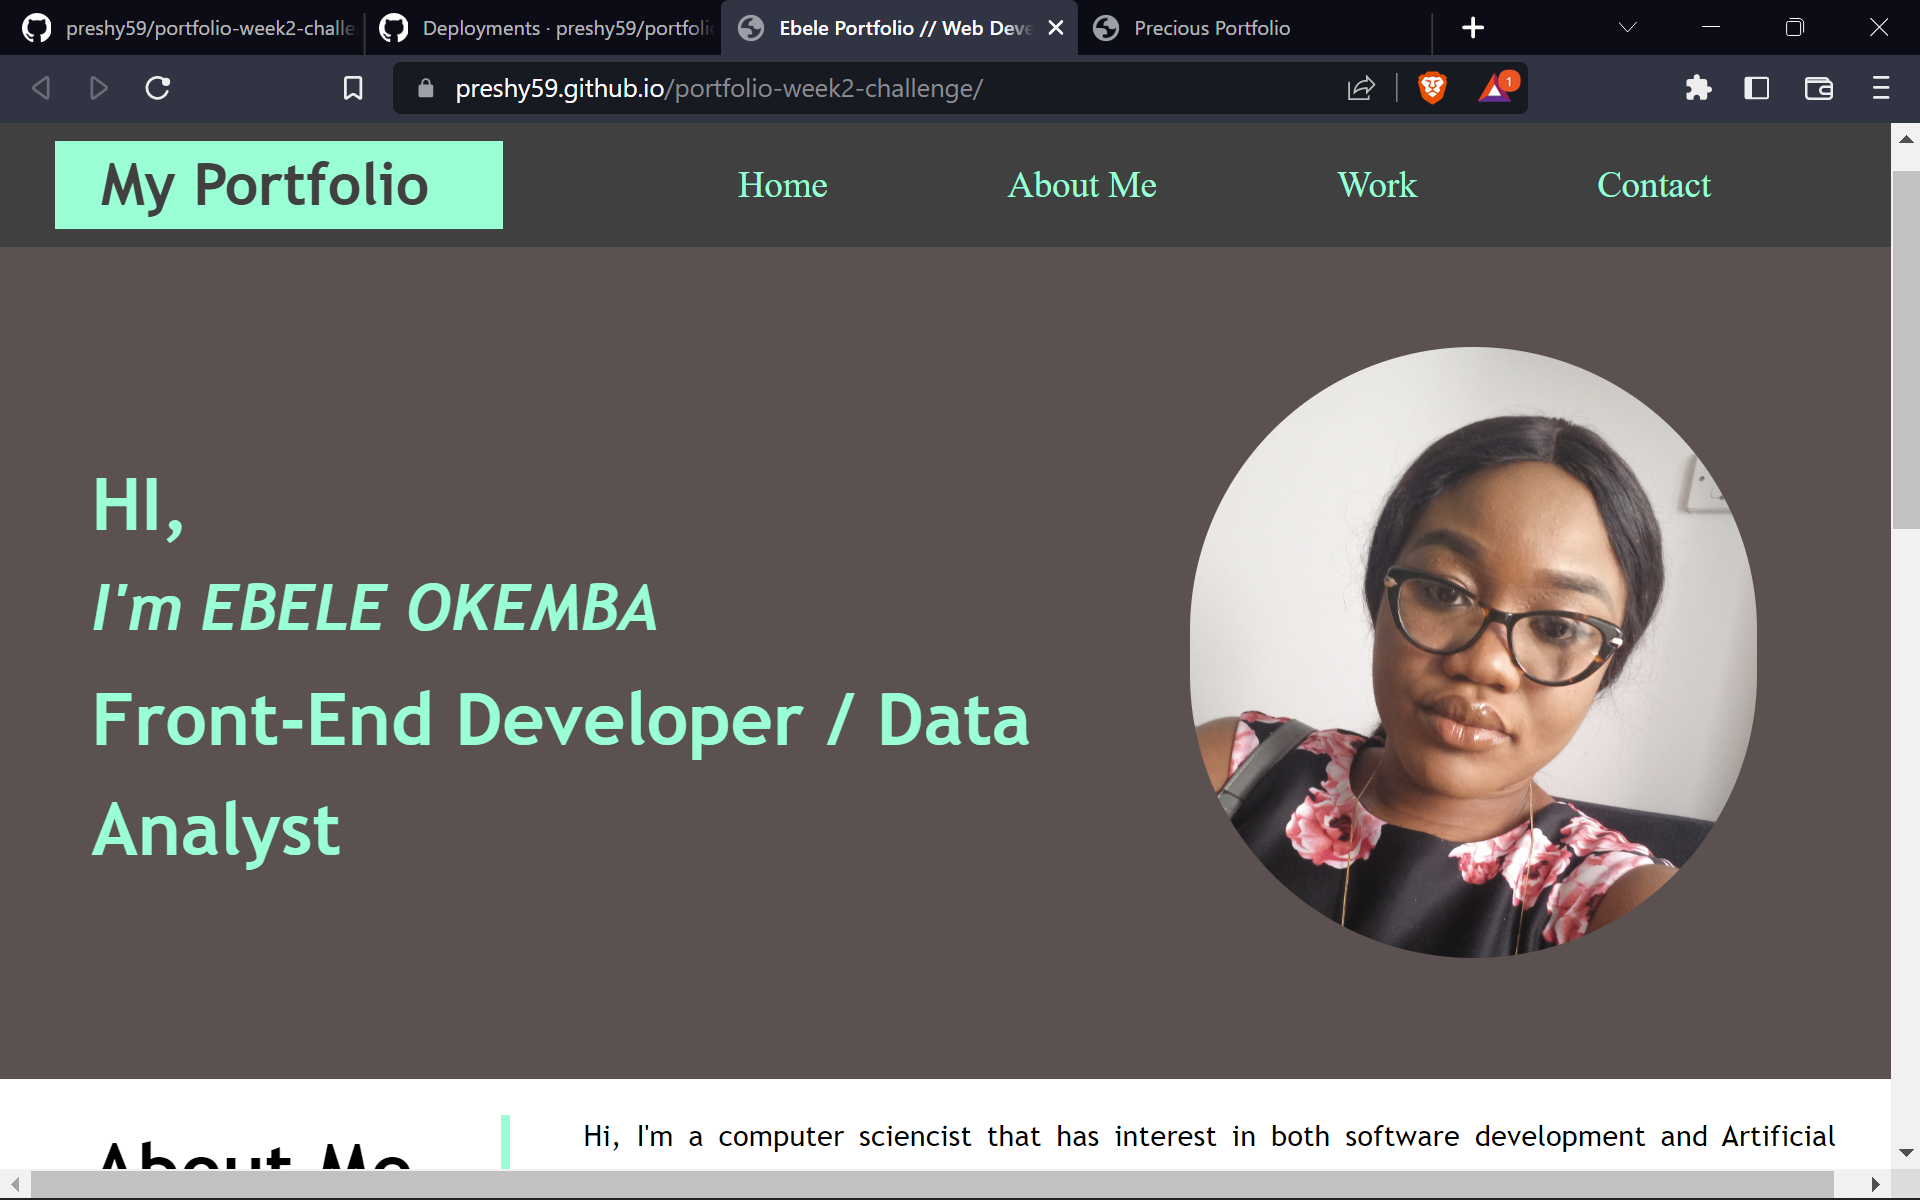 preshy59/portfolio-week2-challe
Deployments · preshy59/portfolio
Ebele Portfolio // Web Deve
Precious Portfolio
preshy59.github.io/portfolio-week2-challenge/
1
My Portfolio
Home
About Me
Work
Contact
HI,
I'm EBELE OKEMBA
Front-End Developer / Data
Analyst
About Me
Hi, I'm a computer sciencist that has interest in both software development and Artificial